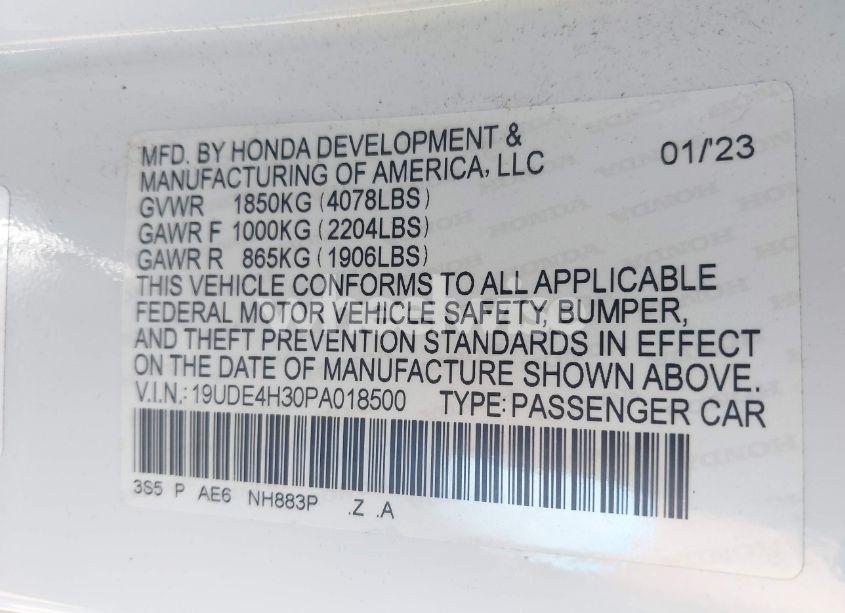 MFD. BY HONDA DEVELOPMENT &
MANUFACTURING OF AMERICA, LLC 01/'23
GVWR 1850KG (4078LBS)
GAWR F 1000KG (2204LBS)
GAWR R 865KG (1906LBS)
THIS VEHICLE CONFORMS TO ALL APPLICABLE
FEDERAL MOTOR VEHICLE SAFETY, BUMPER,
AND THEFT PREVENTION STANDARDS IN EFFECT
ON THE DATE OF MANUFACTURE SHOWN ABOVE.
V.I.N.: 19UDE4H30PA018500 TYPE: PASSENGER CAR
3S5 P AE6 NH883P .Z .A